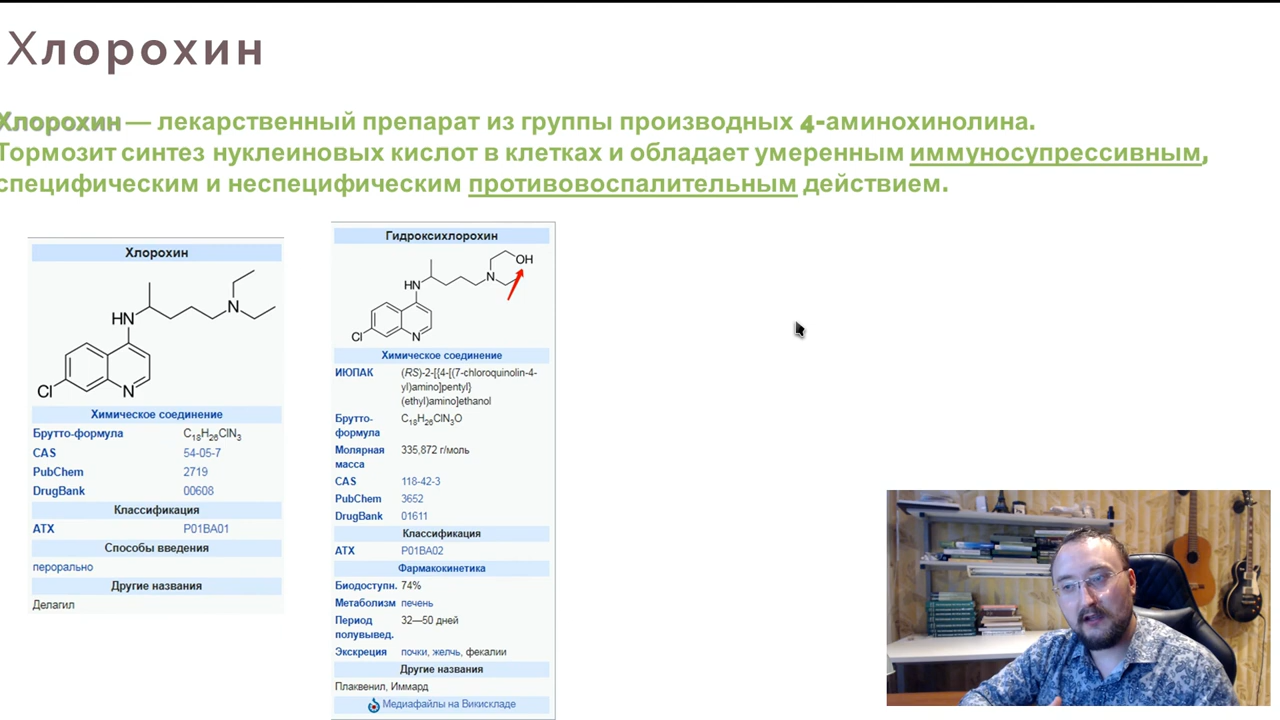 Хлорохин
Хлорохин — лекарственный препарат из группы производных 4-аминохинолина.
Тормозит синтез нуклеиновых кислот в клетках и обладает умеренным иммуносупрессивным,
специфическим и неспецифическим противовоспалительным действием.
Хлорохин
HN
N
Cl
N
Химическое соединение
Брутто-формула C18H26ClN3
CAS 54-05-7
PubChem 2719
DrugBank 00608
Классификация
АТХ P01BA01
Способы введения
перорально
Другие названия
Делагил
Гидроксихлорохин
OH
HN
N
Cl
N
Химическое соединение
ИЮПАК (RS)-2-[{4-[(7-chloroquinolin-4-
yl)amino]pentyl}
(ethyl)amino]ethanol
Брутто- C18H26ClN3O
формула
Молярная 335,872 г/моль
масса
CAS 118-42-3
PubChem 3652
DrugBank 01611
Классификация
АТХ P01BA02
Фармакокинетика
Биодоступн. 74%
Метаболизм печень
Период 32—50 дней
полувывед.
Экскреция почки, желчь, фекалии
Другие названия
Плаквенил, Иммард
Медиафайлы на Викискладе